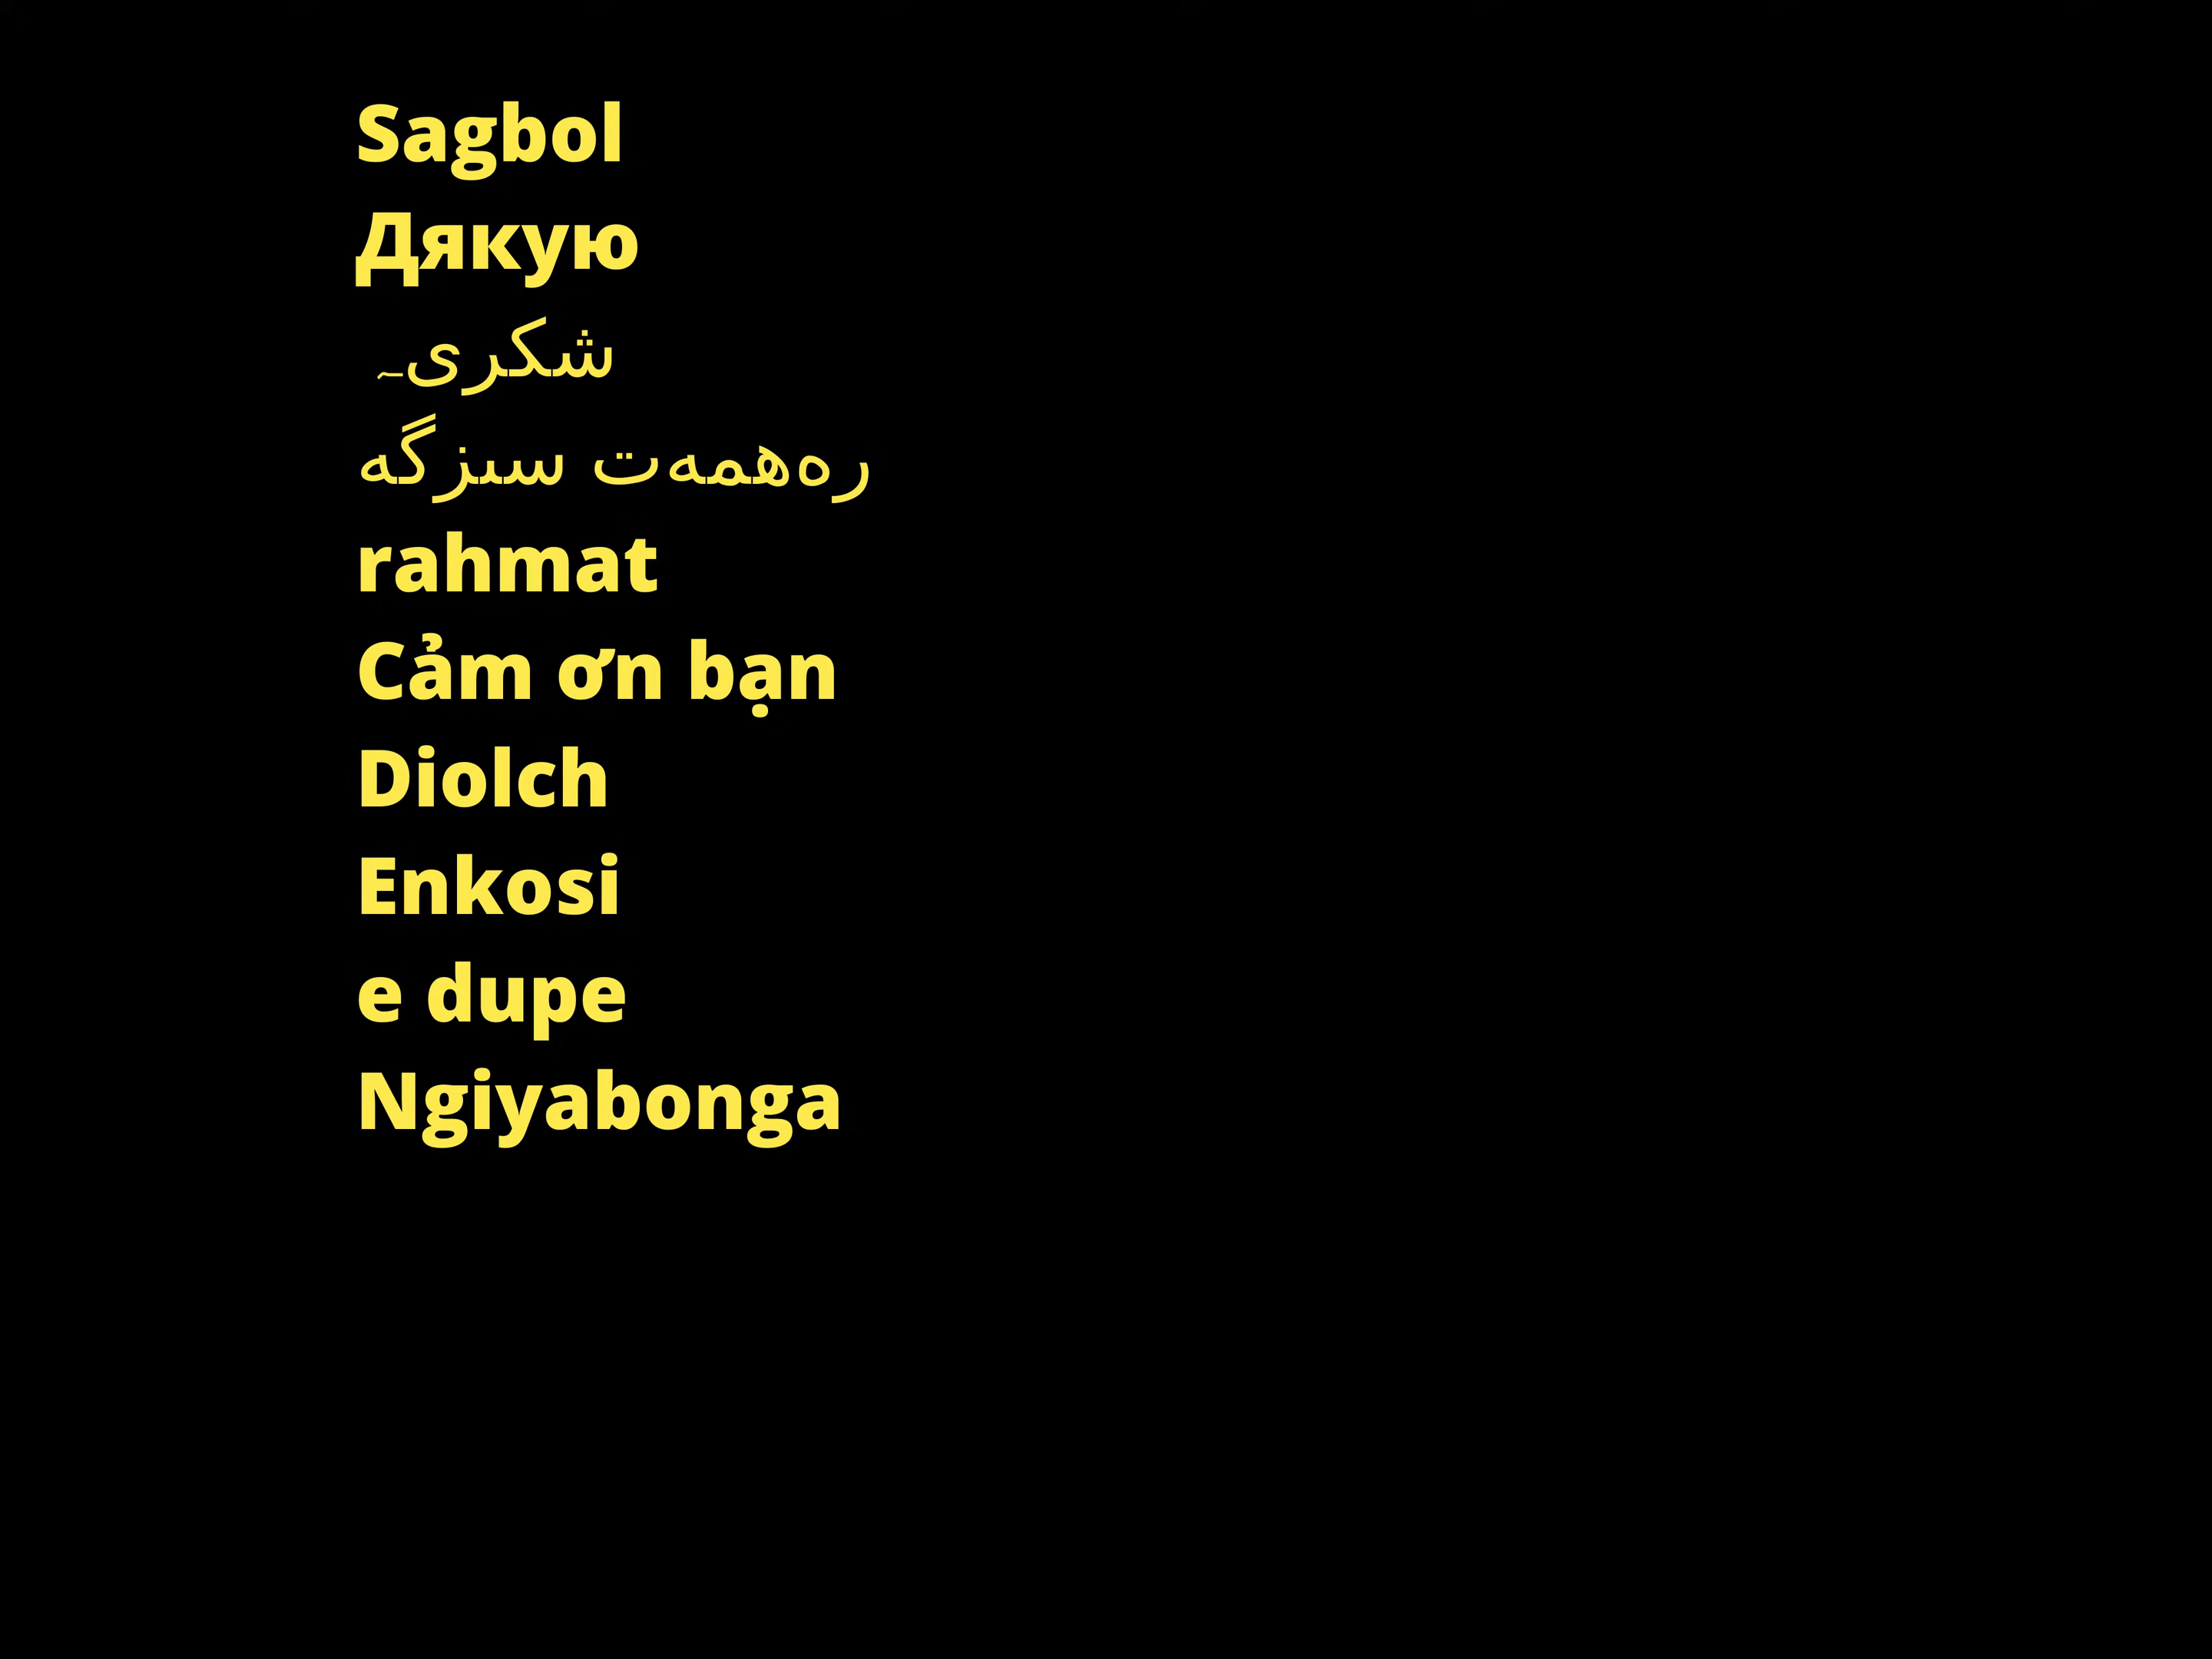 Sagbol
Дякую
شکریہ
رەھمەت سىزگە
rahmat
Cảm ơn bạn
Diolch
Enkosi
e dupe
Ngiyabonga